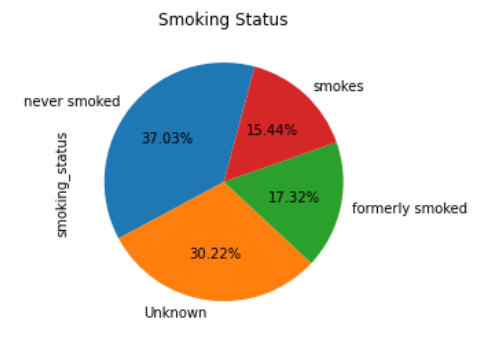 Smoking Status
never smoked
37.03%
smokes
15.44%
smoking_status
17.32%
formerly smoked
30.22%
Unknown